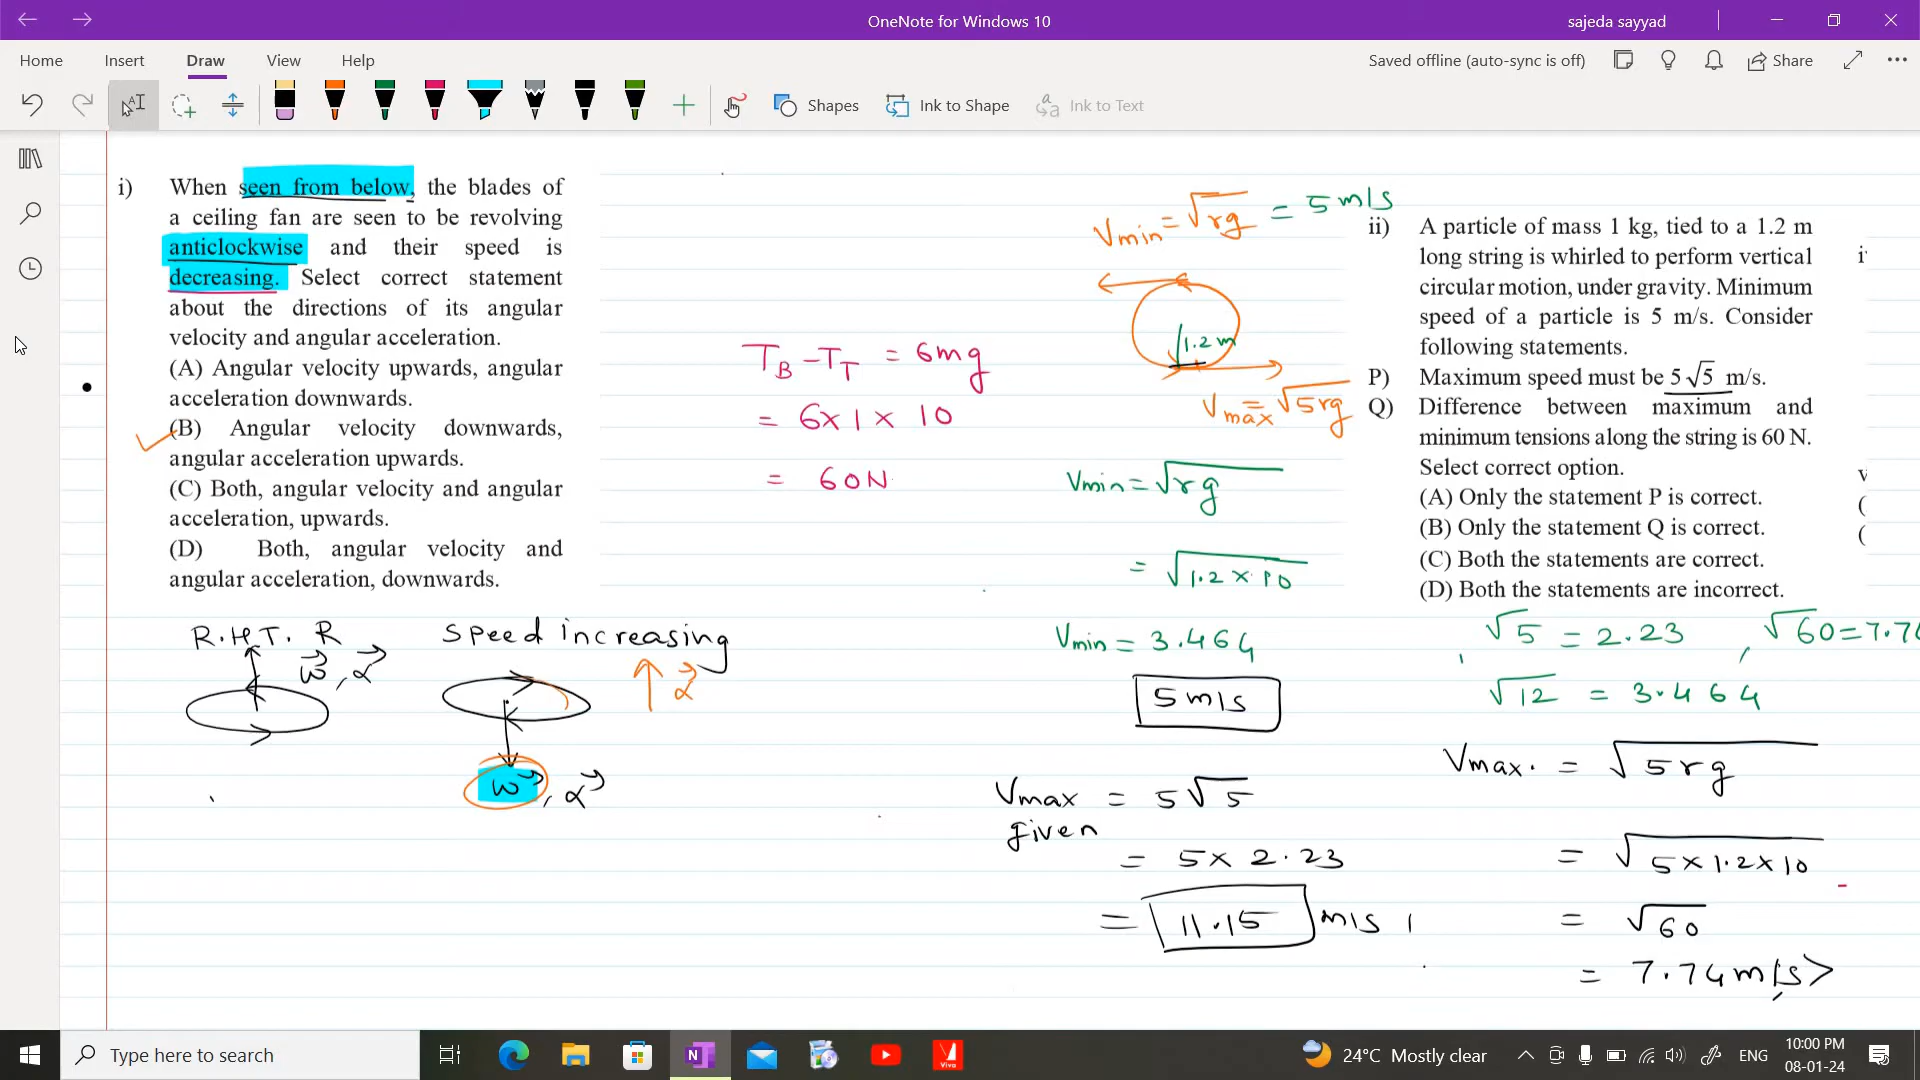 OneNote for Windows 10
sajeda sayyad
Home Insert Draw View Help
Saved offline (auto-sync is off) Share
Shapes Ink to Shape Ink to Text
i) When seen from below, the blades of
a ceiling fan are seen to be revolving
anticlockwise and their speed is
decreasing. Select correct statement
about the directions of its angular
velocity and angular acceleration.
(A) Angular velocity upwards, angular
acceleration downwards.
(B) Angular velocity downwards,
angular acceleration upwards.
(C) Both, angular velocity and angular
acceleration, upwards.
(D) Both, angular velocity and
angular acceleration, downwards.
R.H.T. R
ω⃗, α⃗
Speed increasing
α⃗
ω⃗, α⃗
T_B - T_T = 6mg
= 6 x 1 x 10
= 60N
Vmin = √rg = 5 m/s
1.2 m
Vmax = √5rg
Vmin = √rg
= √1.2 x 10
Vmin = 3.464
5 m/s
Vmax given = 5√5
= 5 x 2.23
= 11.15 m/s
ii) A particle of mass 1 kg, tied to a 1.2 m
long string is whirled to perform vertical
circular motion, under gravity. Minimum
speed of a particle is 5 m/s. Consider
following statements.
P) Maximum speed must be 5√5 m/s.
Q) Difference between maximum and
minimum tensions along the string is 60 N.
Select correct option.
(A) Only the statement P is correct.
(B) Only the statement Q is correct.
(C) Both the statements are correct.
(D) Both the statements are incorrect.
√5 = 2.23, √60 = 7.7
√12 = 3.464
Vmax. = √5rg
= √5 x 1.2 x 10
= √60
= 7.74 m/s >
Type here to search
Viva
24°C Mostly clear
ENG
10:00 PM
08-01-24